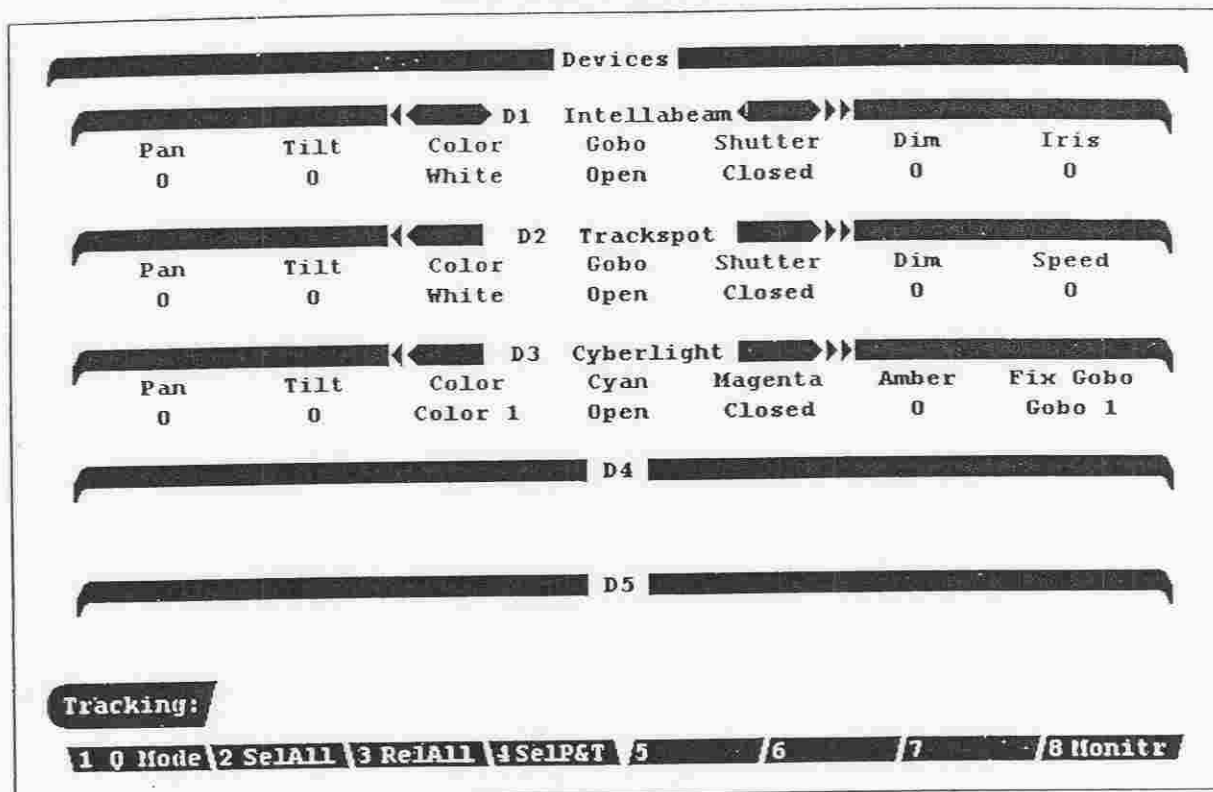 Devices
D1 Intellabeam
Pan Tilt Color Gobo Shutter Dim Iris
0 0 White Open Closed 0 0
D2 Trackspot
Pan Tilt Color Gobo Shutter Dim Speed
0 0 White Open Closed 0 0
D3 Cyberlight
Pan Tilt Color Cyan Magenta Amber Fix Gobo
0 0 Color 1 Open Closed 0 Gobo 1
D4
D5
Tracking:
1 Q Mode 2 SelAll 3 RelAll 4 SelP&T 5 6 7 8 Monitr